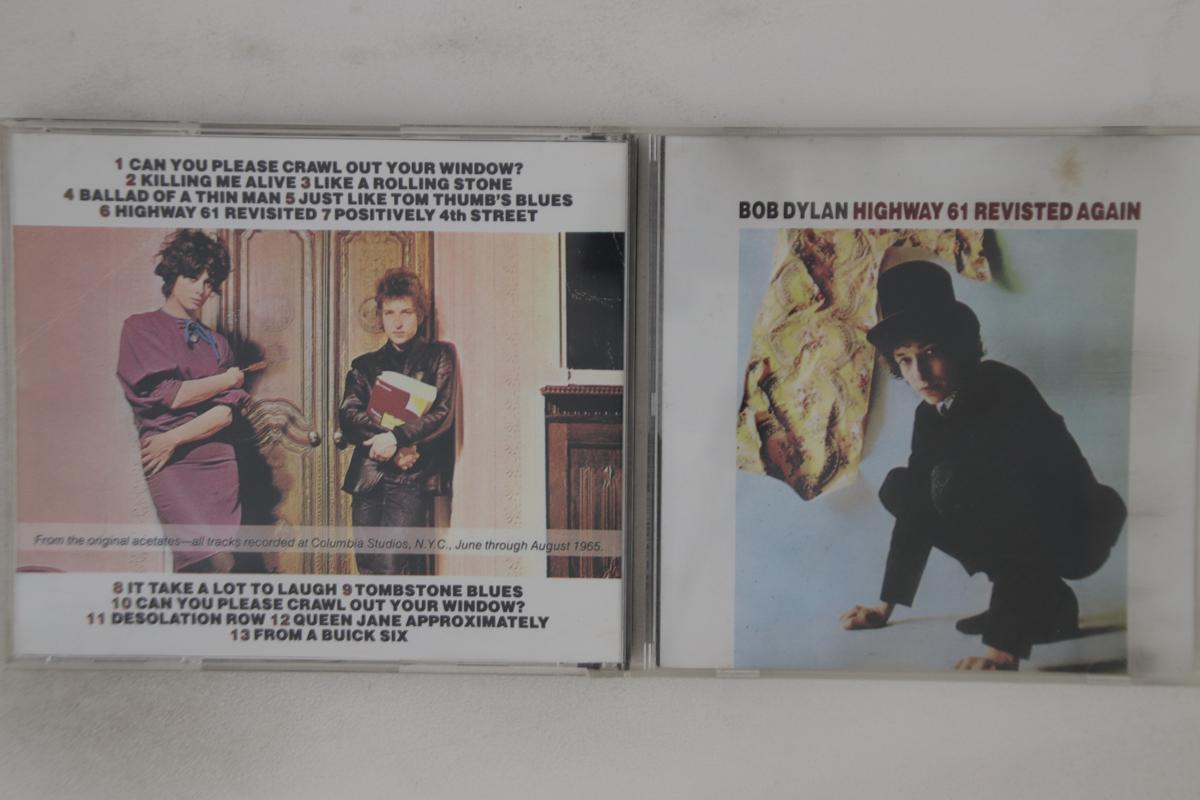 1 CAN YOU PLEASE CRAWL OUT YOUR WINDOW?
2 KILLING ME ALIVE 3 LIKE A ROLLING STONE
4 BALLAD OF A THIN MAN 5 JUST LIKE TOM THUMB'S BLUES
6 HIGHWAY 61 REVISITED 7 POSITIVELY 4th STREET
From the original acetates—all tracks recorded at Columbia Studios, N.Y.C., June through August 1965.
8 IT TAKE A LOT TO LAUGH 9 TOMBSTONE BLUES
10 CAN YOU PLEASE CRAWL OUT YOUR WINDOW?
11 DESOLATION ROW 12 QUEEN JANE APPROXIMATELY
13 FROM A BUICK SIX
BOB DYLAN HIGHWAY 61 REVISTED AGAIN